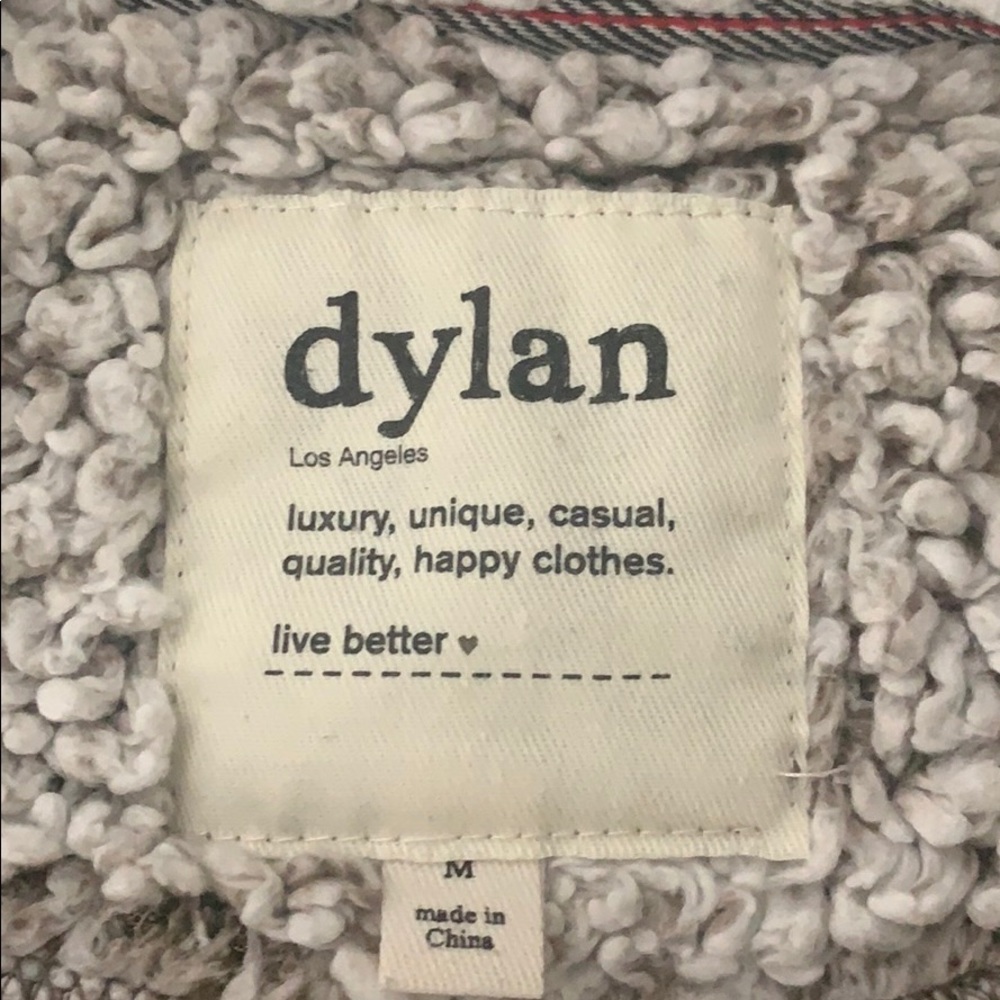 dylan
Los Angeles
luxury, unique, casual,
quality, happy clothes.
live better ♥
M
made in
China